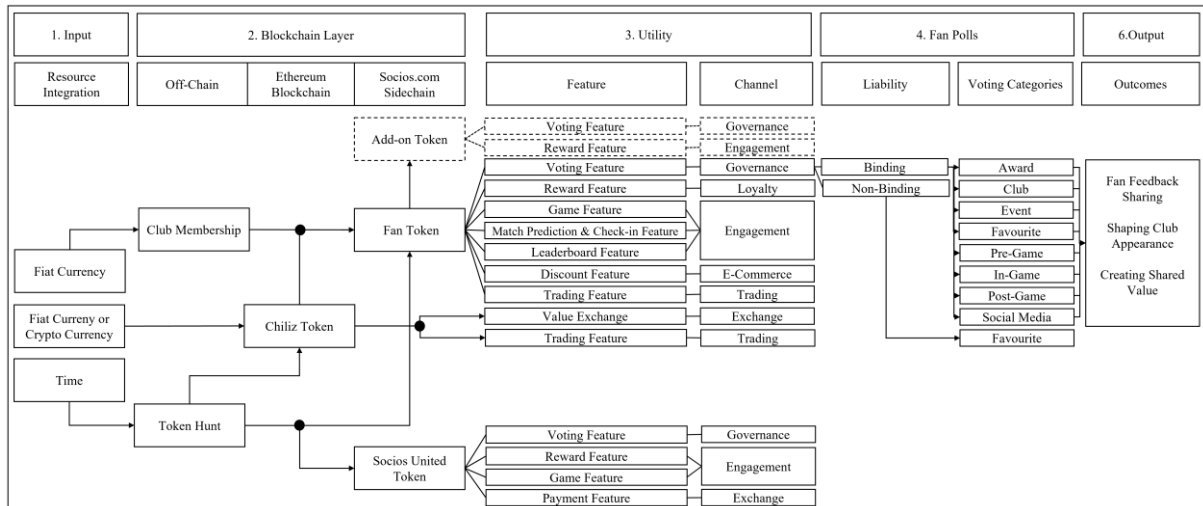 1. Input
2. Blockchain Layer
3. Utility
4. Fan Polls
6.Output
Resource
Integration
Off-Chain
Ethereum
Blockchain
Socios.com
Sidechain
Feature
Channel
Liability
Voting Categories
Outcomes
Add-on Token
Voting Feature
Governance
Reward Feature
Engagement
Voting Feature
Governance
Binding
Award
Reward Feature
Loyalty
Non-Binding
Club
Game Feature
Event
Club Membership
Fan Token
Match Prediction & Check-in Feature
Engagement
Favourite
Fiat Currency
Leaderboard Feature
Pre-Game
Discount Feature
E-Commerce
In-Game
Trading Feature
Trading
Post-Game
Fan Feedback
Sharing
Shaping Club
Appearance
Creating Shared
Value
Fiat Curreny or
Crypto Currency
Chiliz Token
Value Exchange
Exchange
Social Media
Trading Feature
Trading
Favourite
Time
Token Hunt
Socios United
Token
Voting Feature
Governance
Reward Feature
Engagement
Game Feature
Payment Feature
Exchange